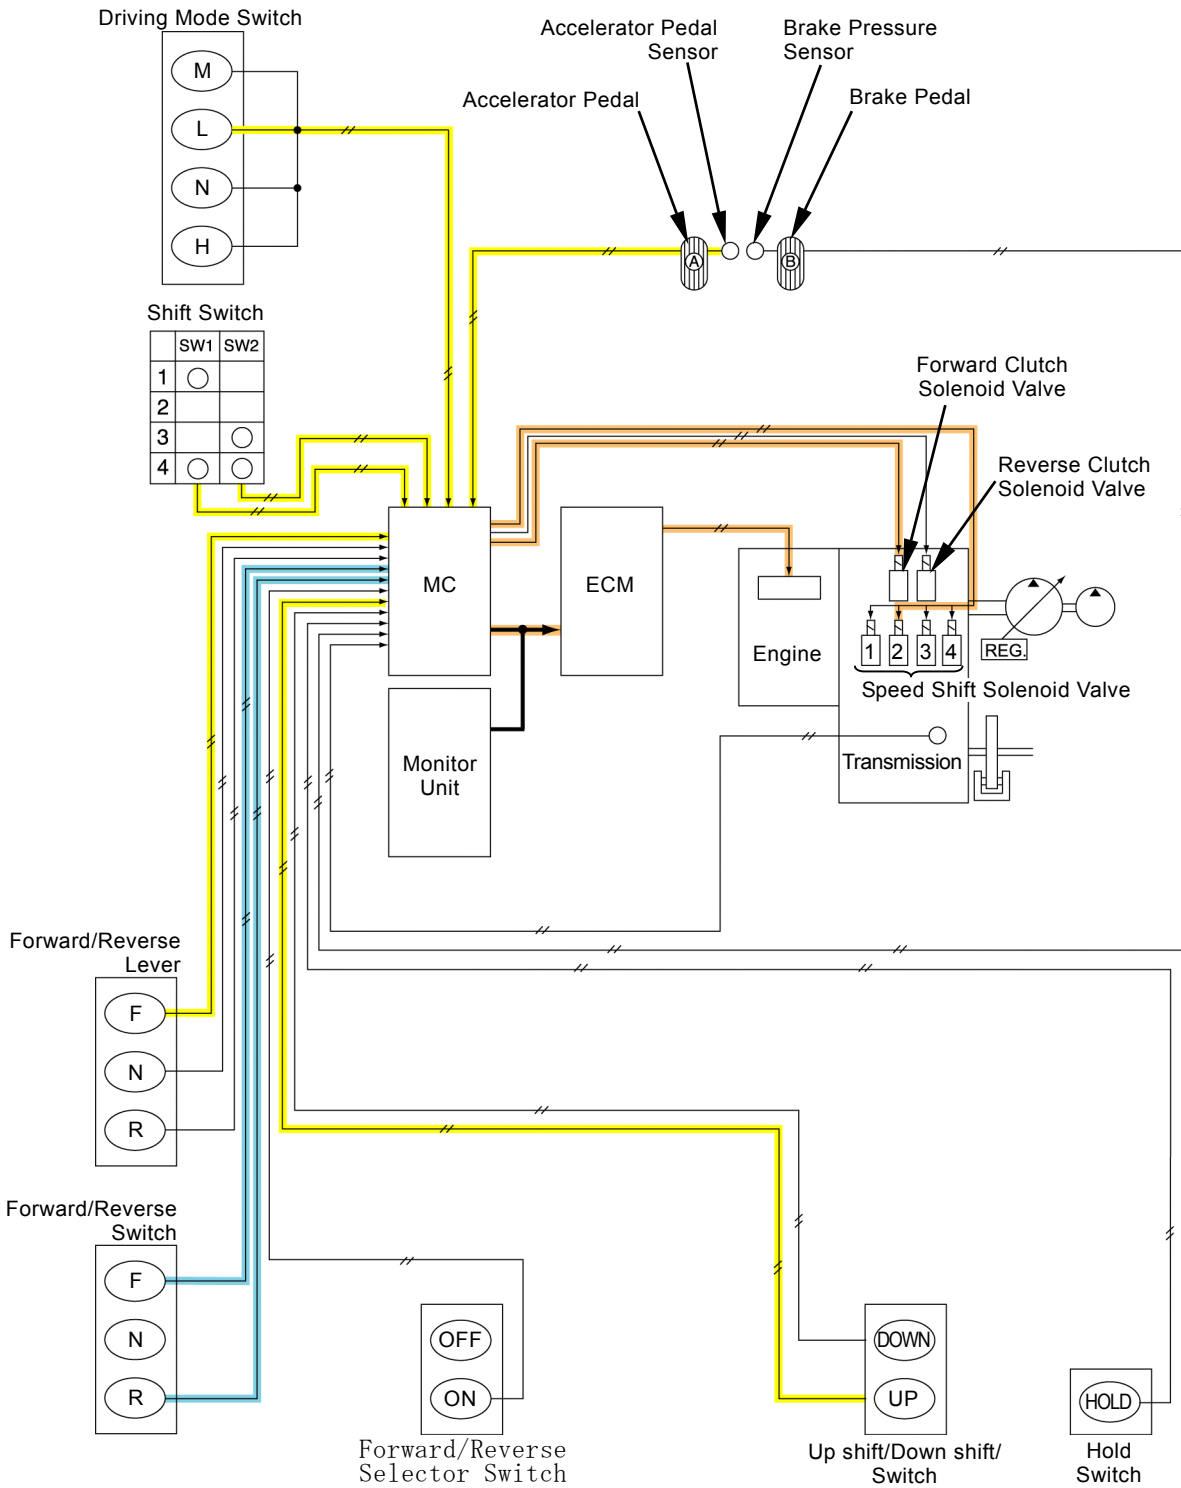 Driving Mode Switch
M
L
N
H
Accelerator Pedal
Sensor
Brake Pressure
Sensor
Accelerator Pedal
Brake Pedal
A
B
Shift Switch
SW1 SW2
1
2
3
4
Forward Clutch
Solenoid Valve
Reverse Clutch
Solenoid Valve
MC
ECM
Engine
1 2 3 4
REG.
Speed Shift Solenoid Valve
Monitor
Unit
Transmission
Forward/Reverse
Lever
F
N
R
Forward/Reverse
Switch
F
N
R
OFF
ON
Forward/Reverse
Selector Switch
DOWN
UP
Up shift/Down shift/
Switch
HOLD
Hold
Switch